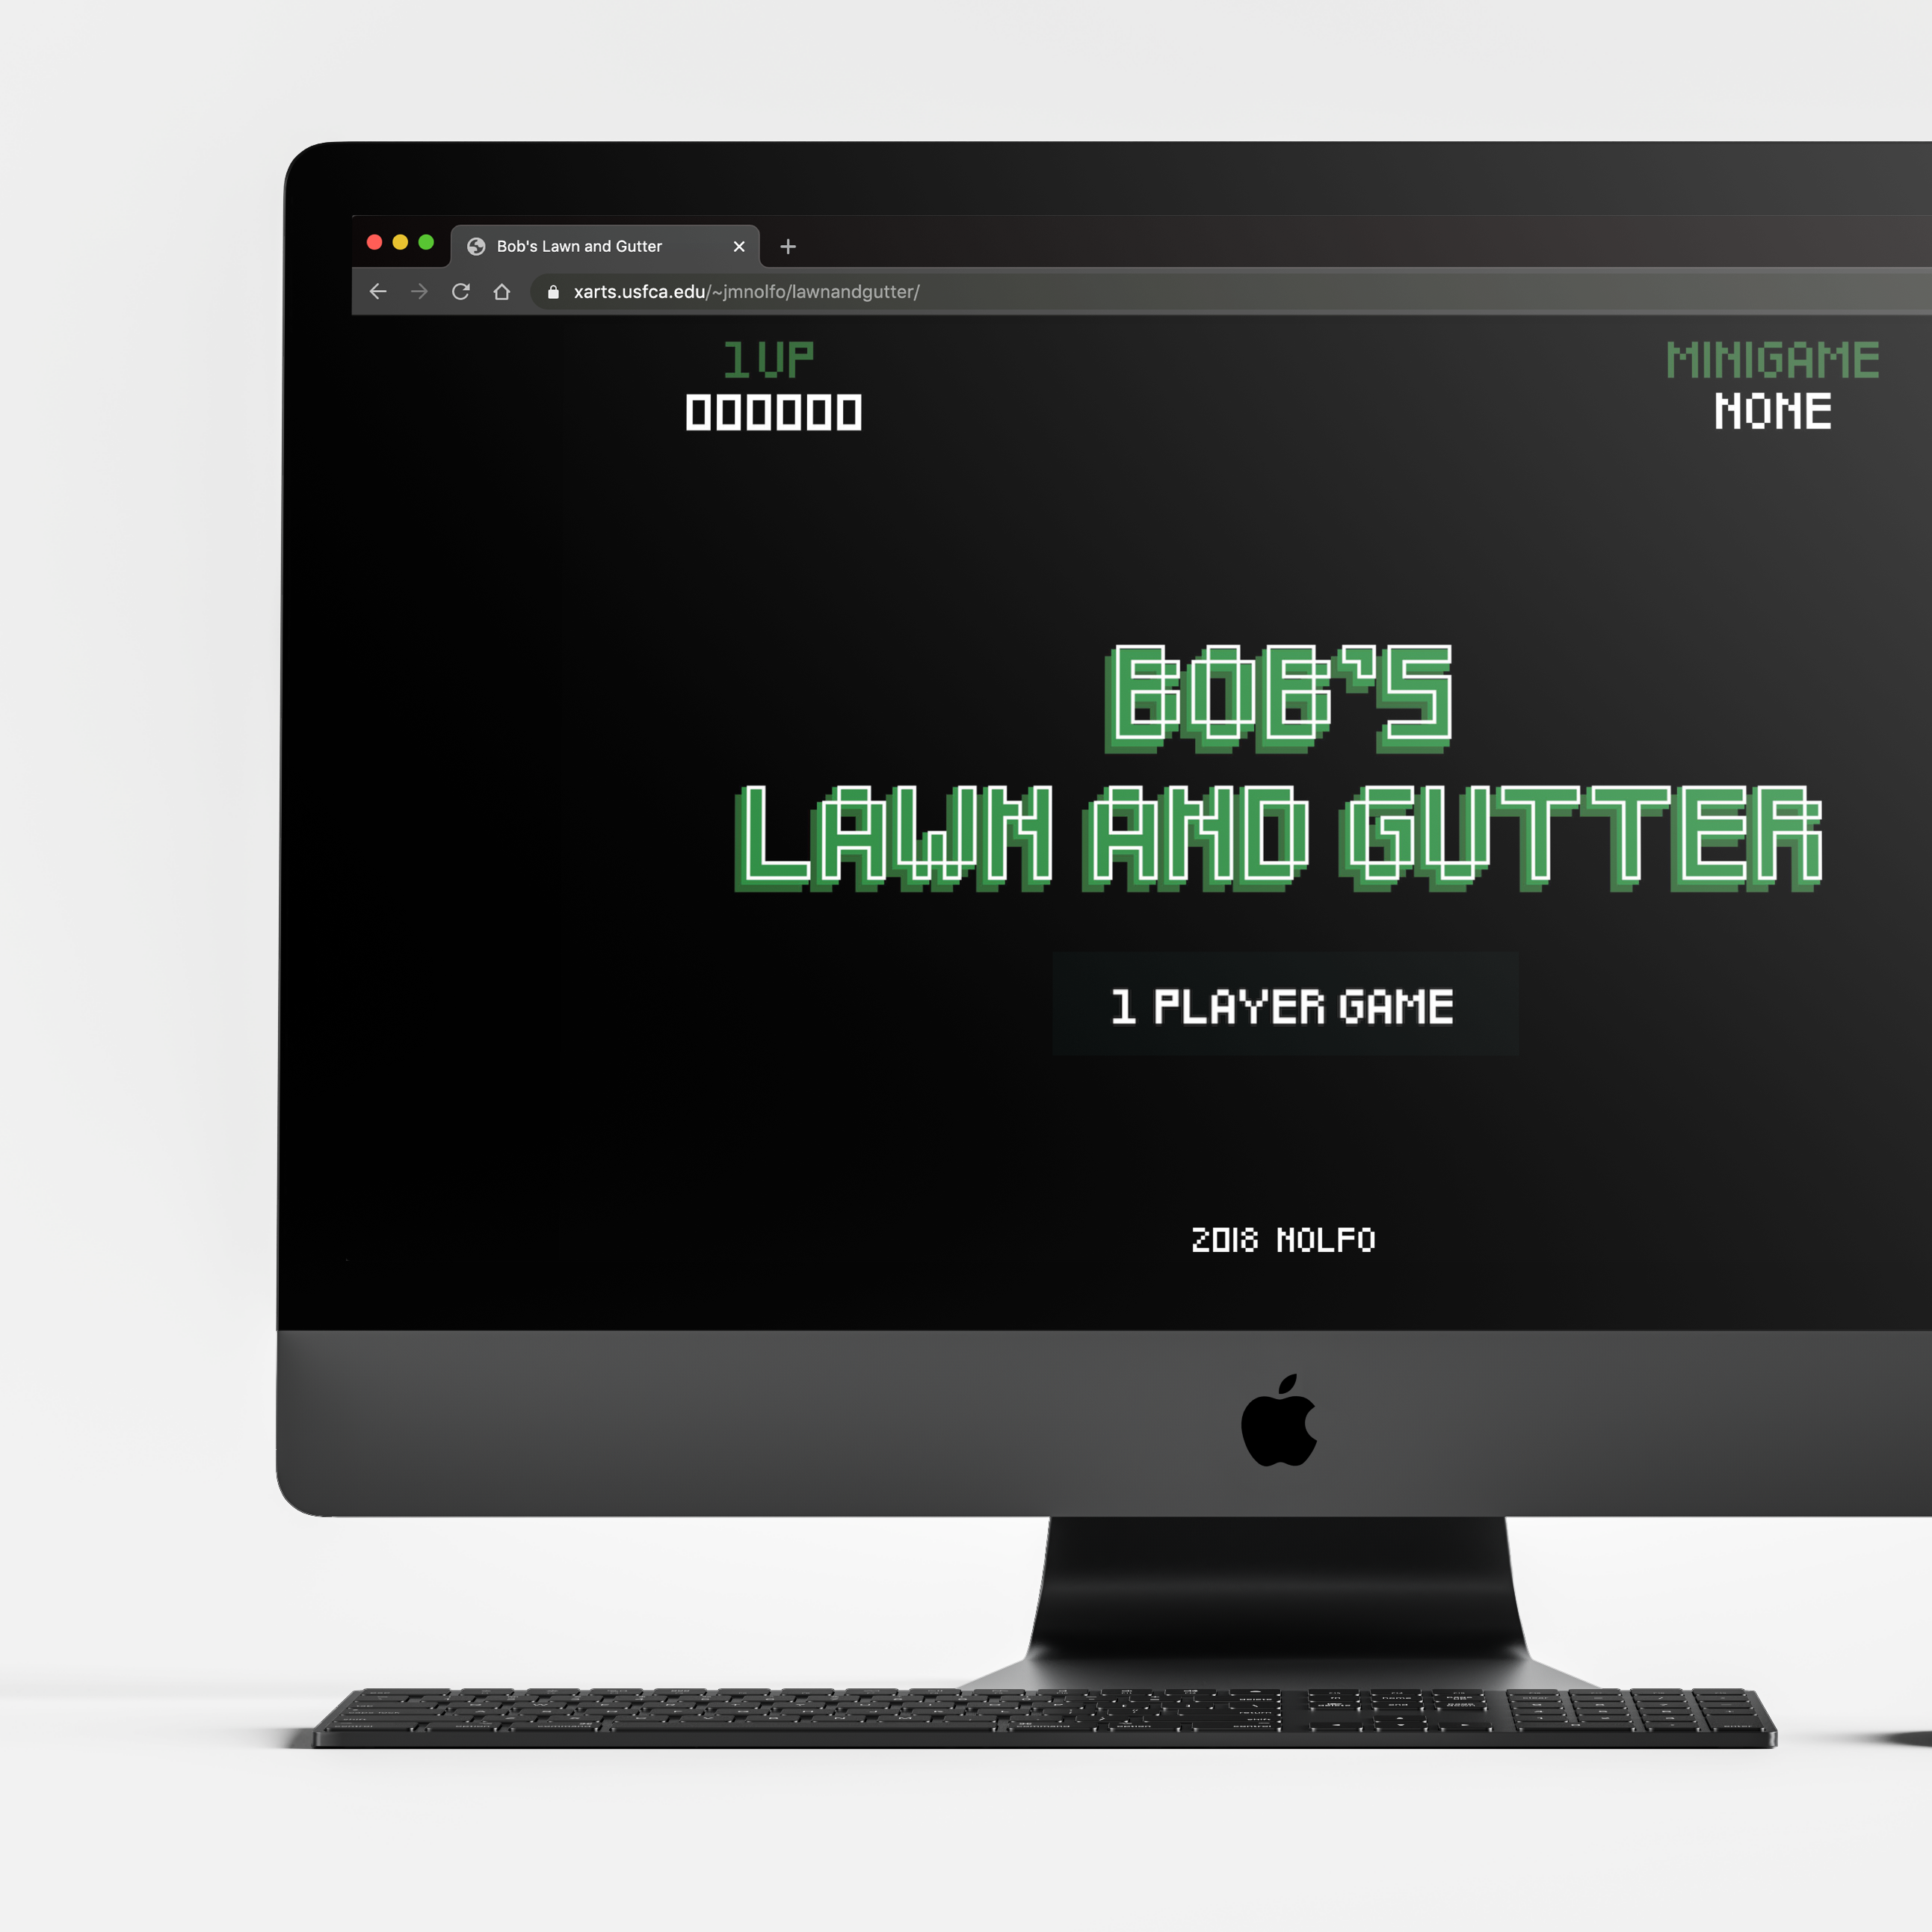 Bob's Lawn and Gutter
xarts.usfca.edu/~jmnolfo/lawnandgutter/
1UP
MINIGAME
000000
NONE
BOB'S
LAWN AND GUTTER
1 PLAYER GAME
2018 NOLFO